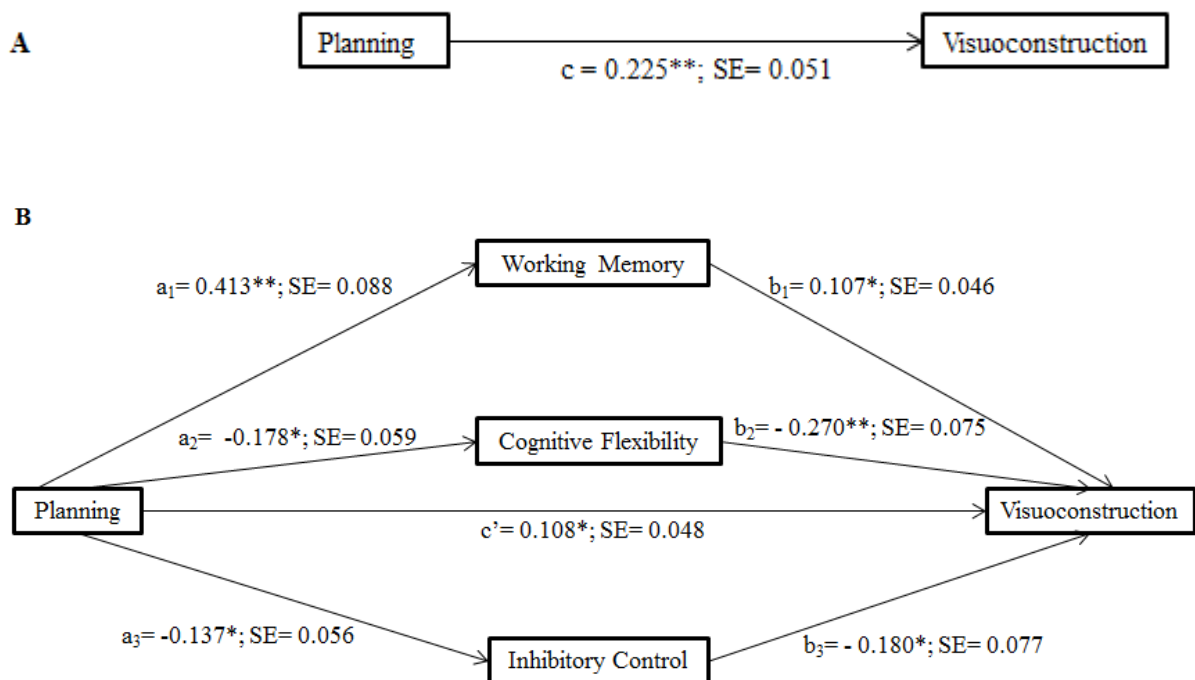 A
Planning
Visuoconstruction
c = 0.225**; SE= 0.051
B
Working Memory
a₁= 0.413**; SE= 0.088
b₁= 0.107*; SE= 0.046
a₂= -0.178*; SE= 0.059
Cognitive Flexibility
b₂= - 0.270**; SE= 0.075
Planning
Visuoconstruction
c’= 0.108*; SE= 0.048
a₃= -0.137*; SE= 0.056
Inhibitory Control
b₃= - 0.180*; SE= 0.077